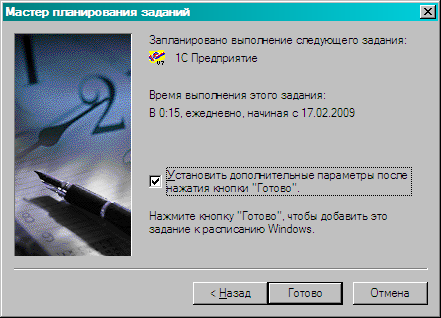 Мастер планирования заданий
Запланировано выполнение следующего задания:
1С Предприятие
Время выполнения этого задания:
В 0:15, ежедневно, начиная с 17.02.2009
Установить дополнительные параметры после
нажатия кнопки "Готово".
Нажмите кнопку "Готово", чтобы добавить это
задание к расписанию Windows.
< Назад
Готово
Отмена